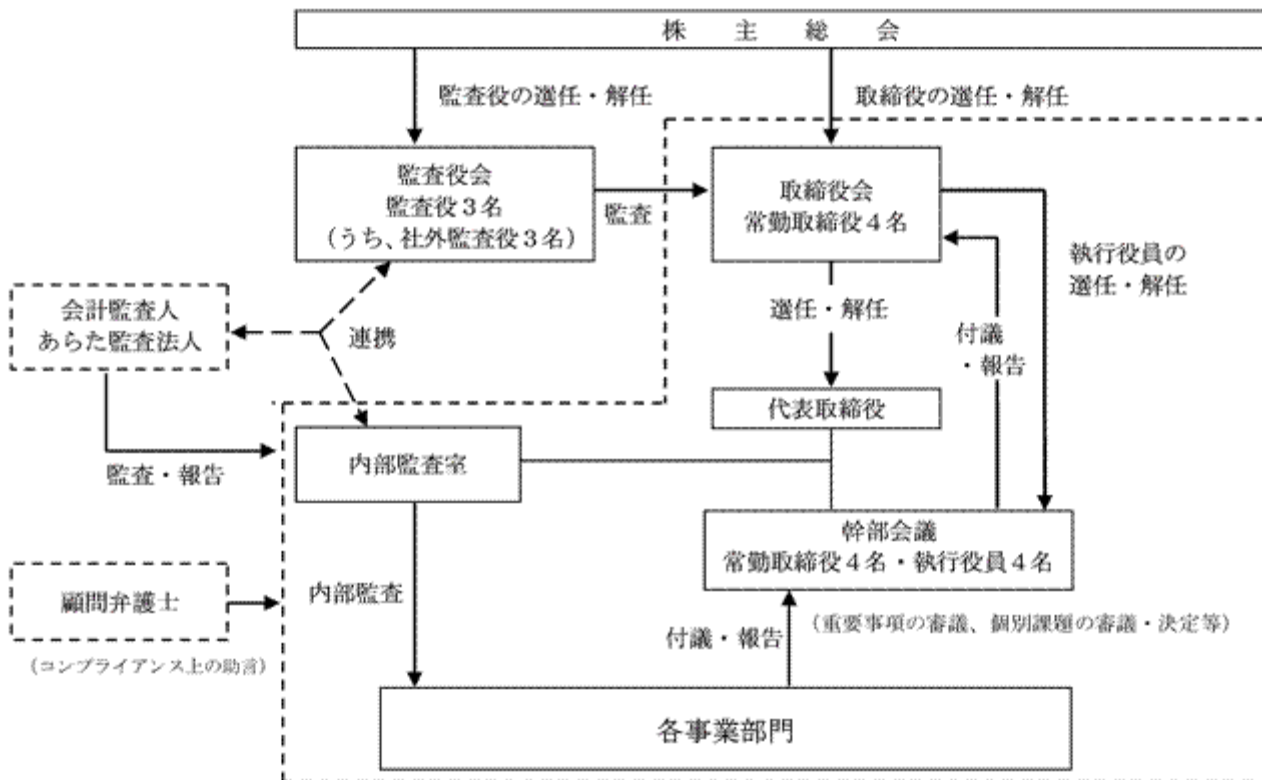 株主総会
監査役の選任・解任
取締役の選任・解任
監査役会
監査役3名
(うち、社外監査役3名)
監査
取締役会
常勤取締役4名
執行役員の
選任・解任
会計監査人
あらた監査法人
連携
選任・解任
付議
・報告
代表取締役
監査・報告
内部監査室
幹部会議
常勤取締役4名・執行役員4名
顧問弁護士
内部監査
付議・報告
(重要事項の審議、個別課題の審議・決定等)
(コンプライアンス上の助言)
各事業部門